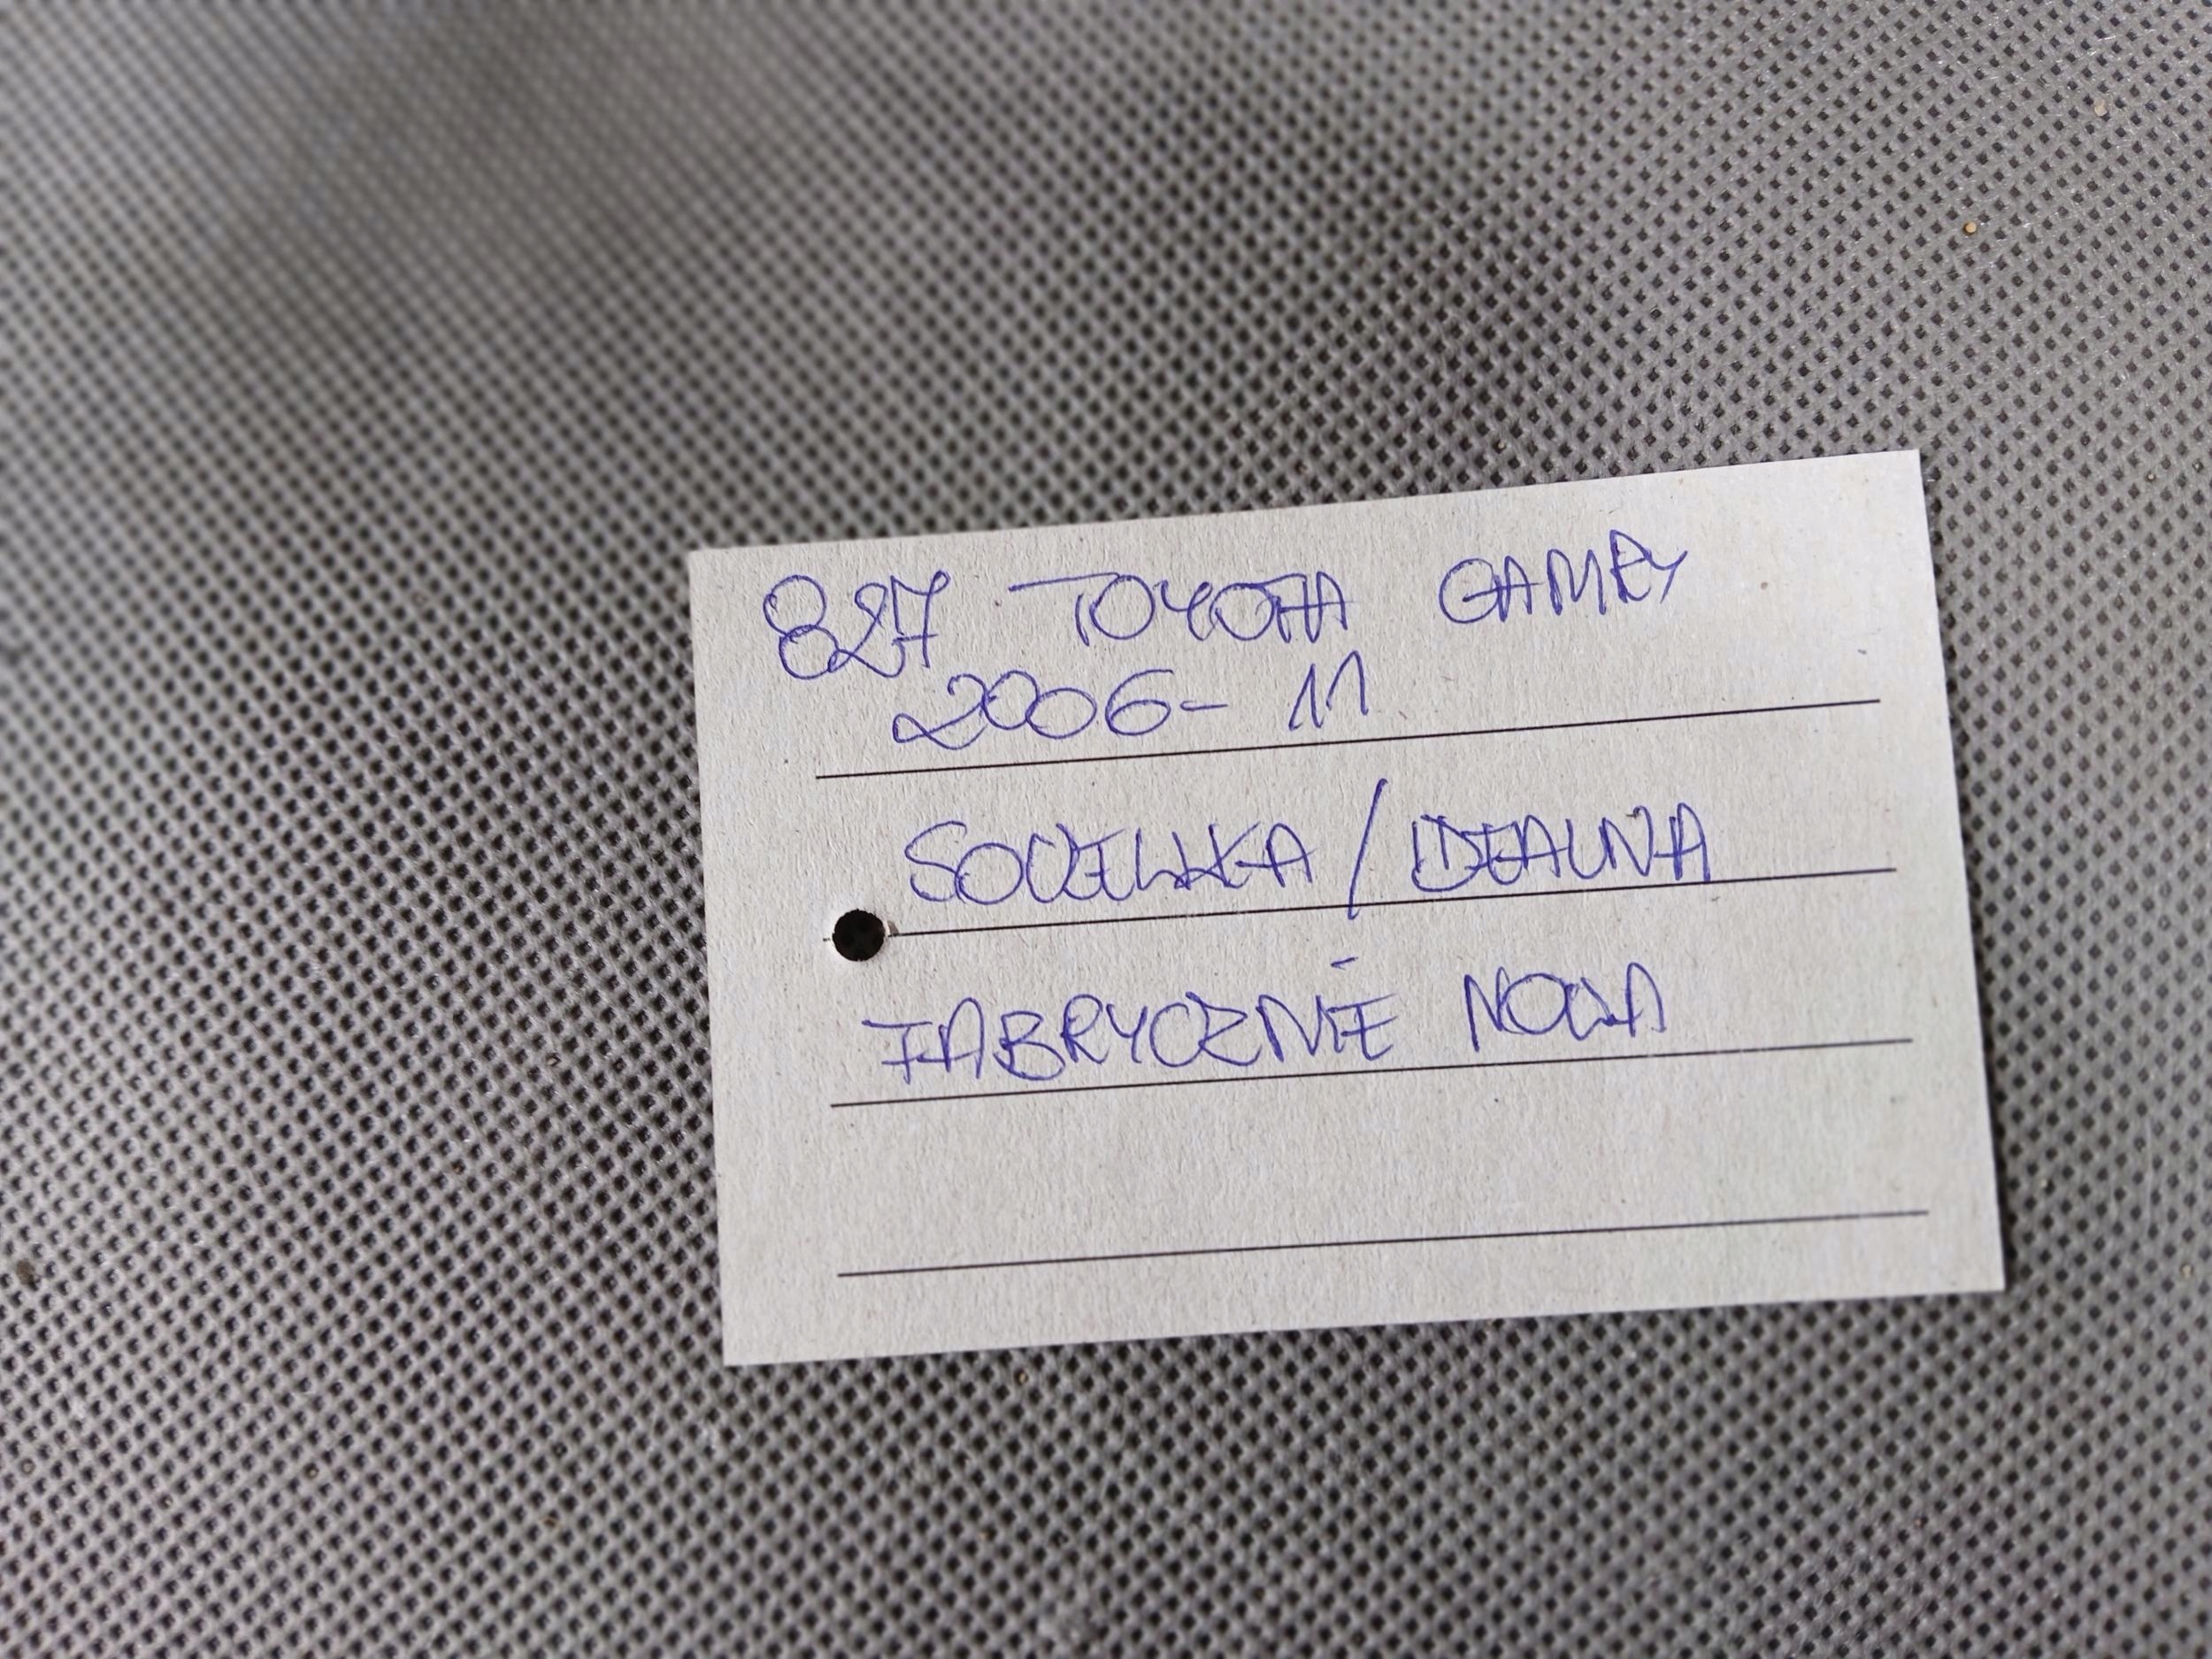 827 TOYOTA CAMRY
2006- 11
SOCZEWKA / IDEALNA
FABRYCZNIE NOWA